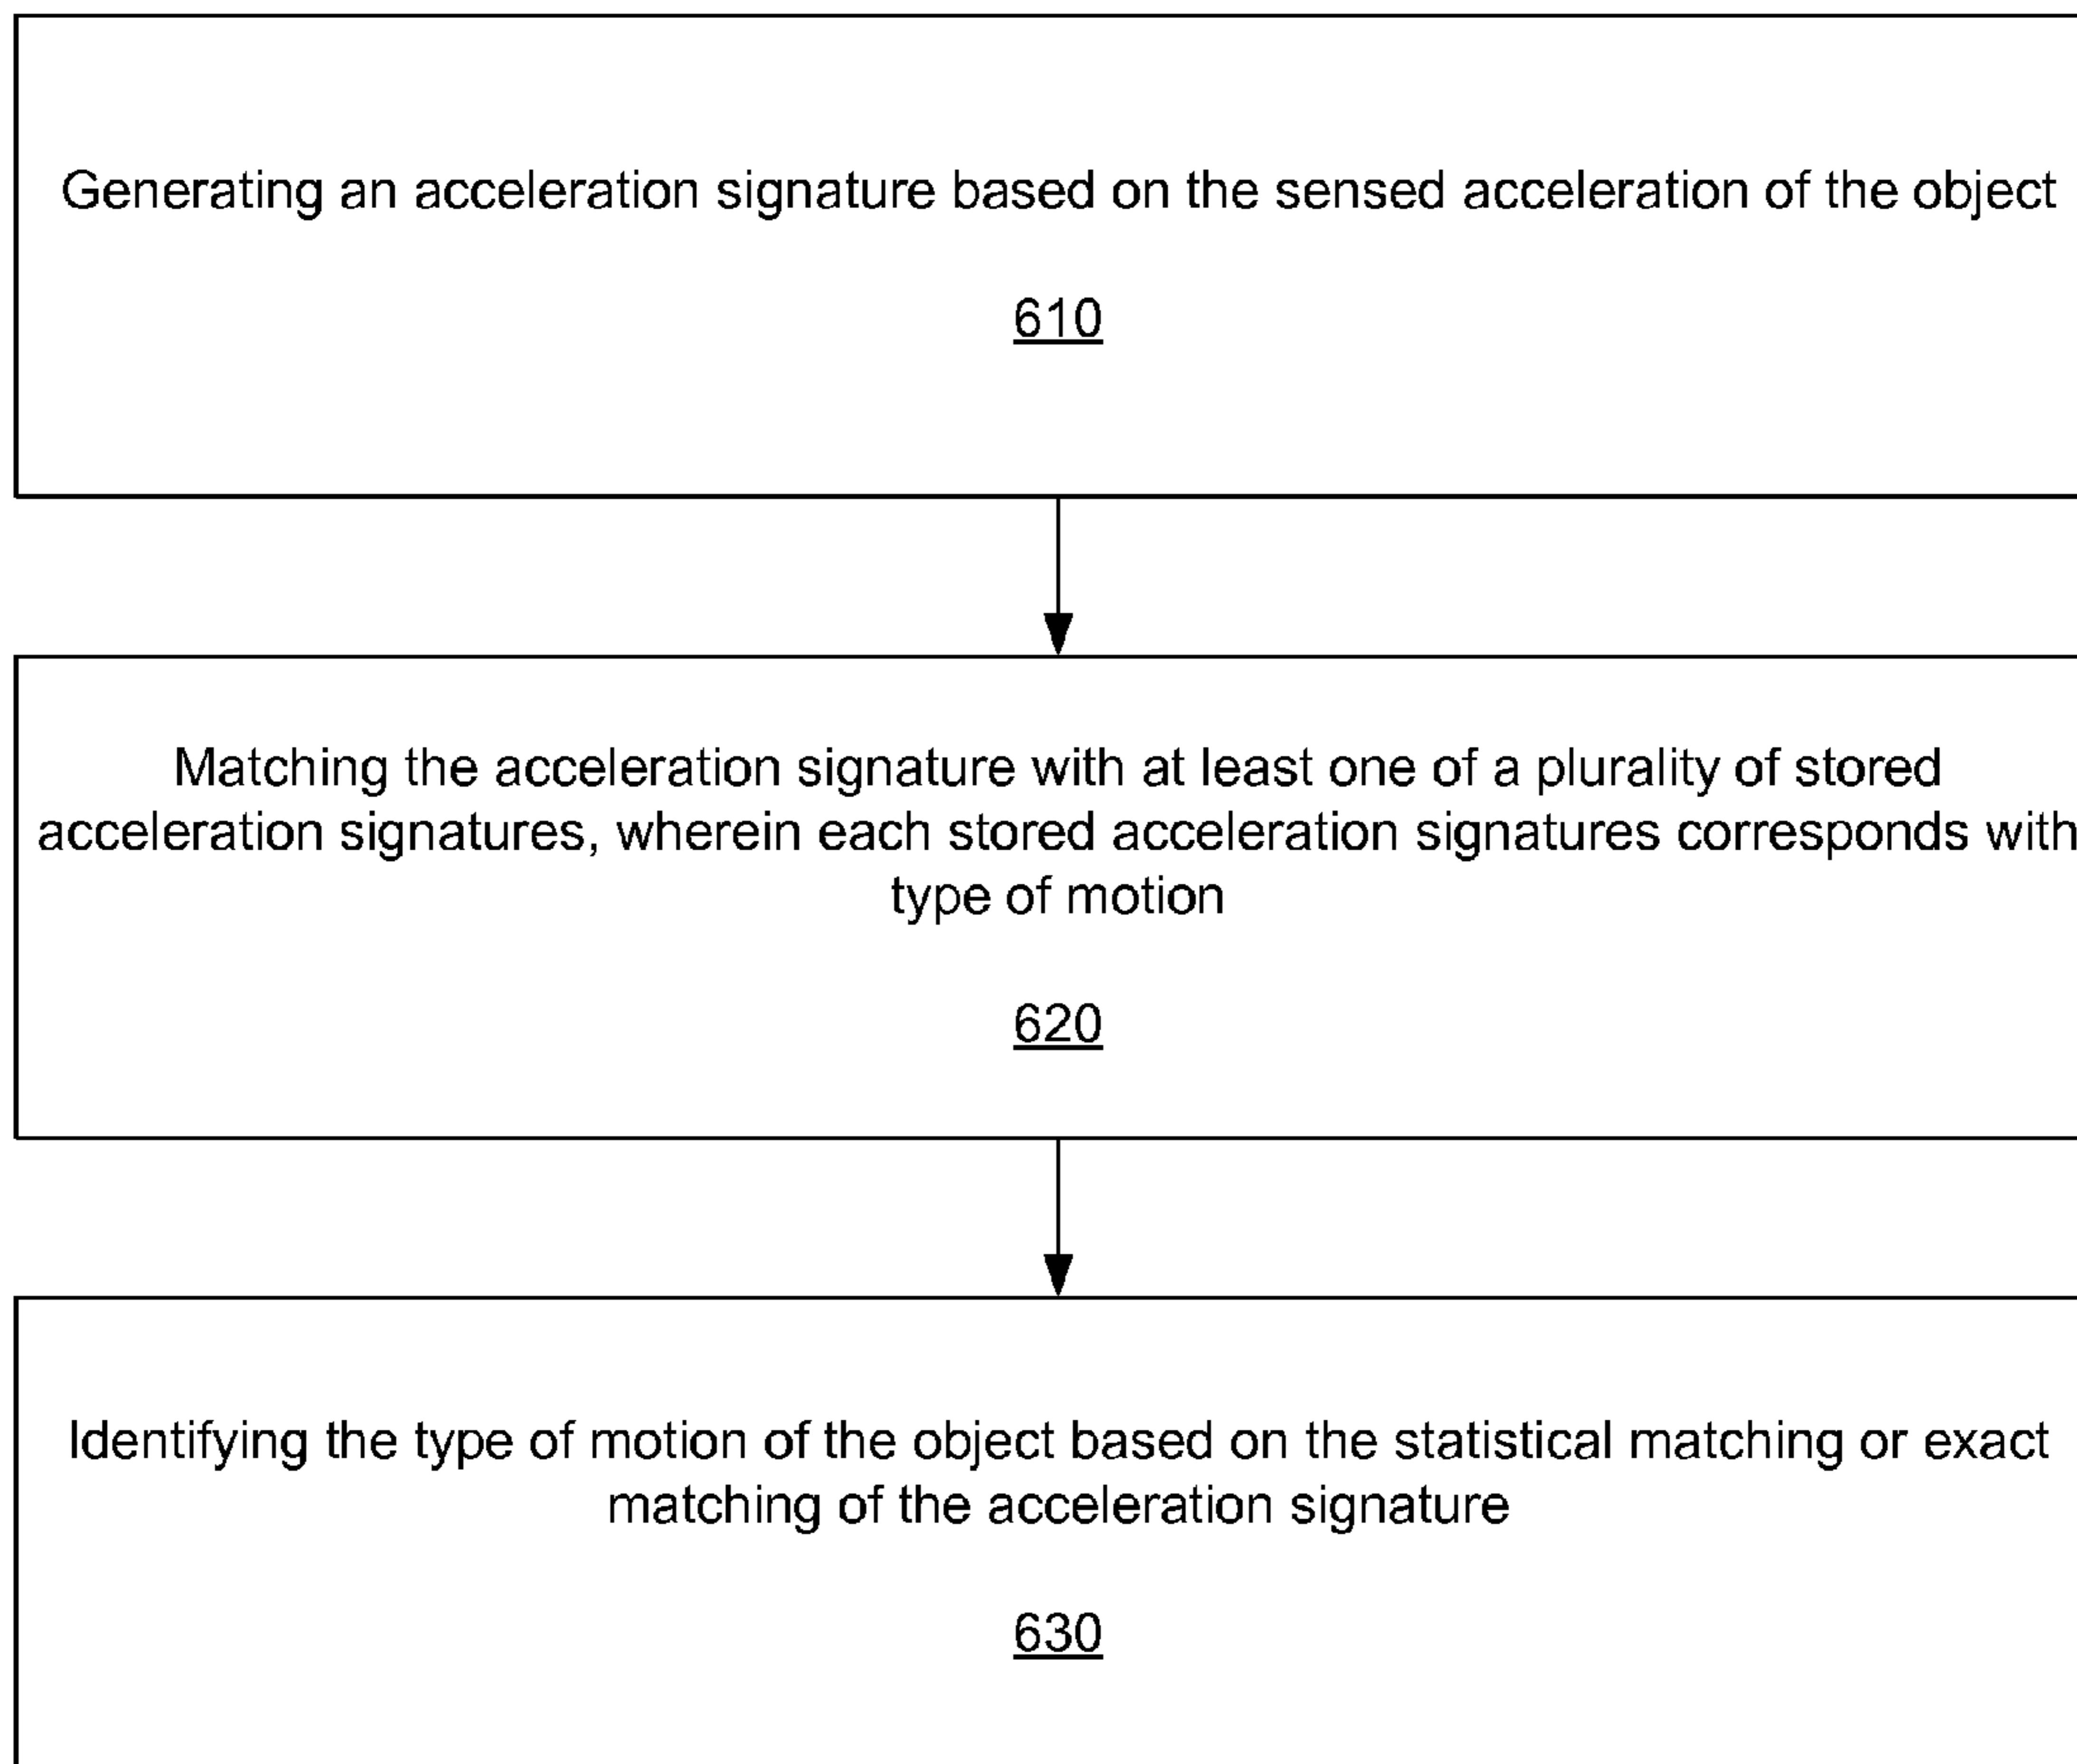 Generating an acceleration signature based on the sensed acceleration of the object
610
Matching the acceleration signature with at least one of a plurality of stored
acceleration signatures, wherein each stored acceleration signatures corresponds with
type of motion
620
Identifying the type of motion of the object based on the statistical matching or exact
matching of the acceleration signature
630